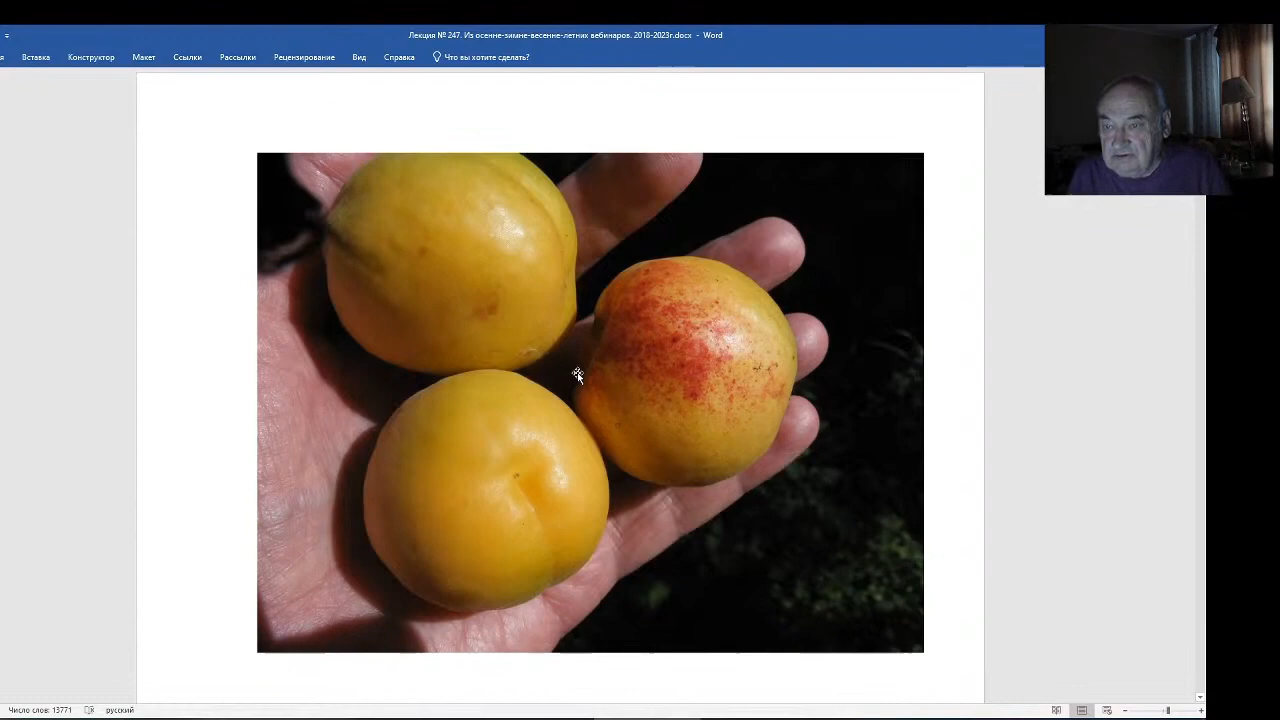 Лекция № 247. Из осенне-зимне-весенне-летних вебинаров. 2018-2023г.docx - Word
я Вставка Конструктор Макет Ссылки Рассылки Рецензирование Вид Справка Что вы хотите сделать?
Число слов: 13771 русский